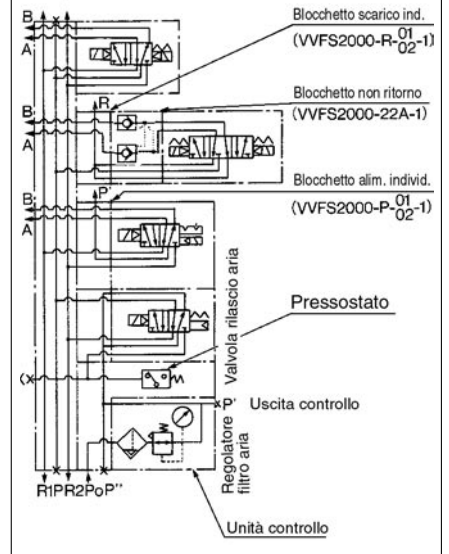 B
A
Blocchetto scarico ind.
(VVFS2000-R-01/02-1)
R
Blocchetto non ritorno
(VVFS2000-22A-1)
B
A
Blocchetto alim. individ.
(VVFS2000-P-01/02-1)
P'
B
A
Valvola rilascio aria
Pressostato
(X
P' Uscita controllo
Regolatore
filtro aria
R1PR2PoP''
Unità controllo